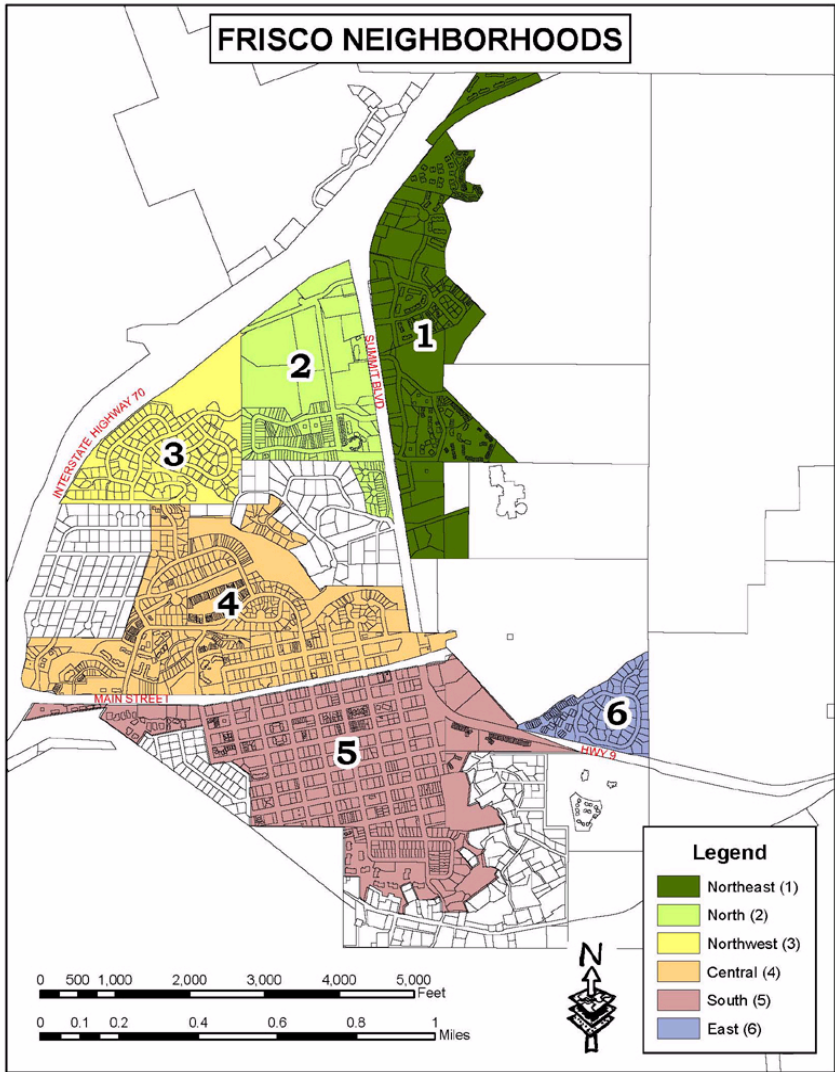 FRISCO NEIGHBORHOODS
1
SUMMIT BLVD
2
INTERSTATE HIGHWAY 70
3
4
MAIN STREET
6
5
HWY 9
Legend
Northeast (1)
North (2)
Northwest (3)
Central (4)
South (5)
East (6)
N
0 500 1,000 2,000 3,000 4,000 5,000
Feet
0 0.1 0.2 0.4 0.6 0.8 1
Miles